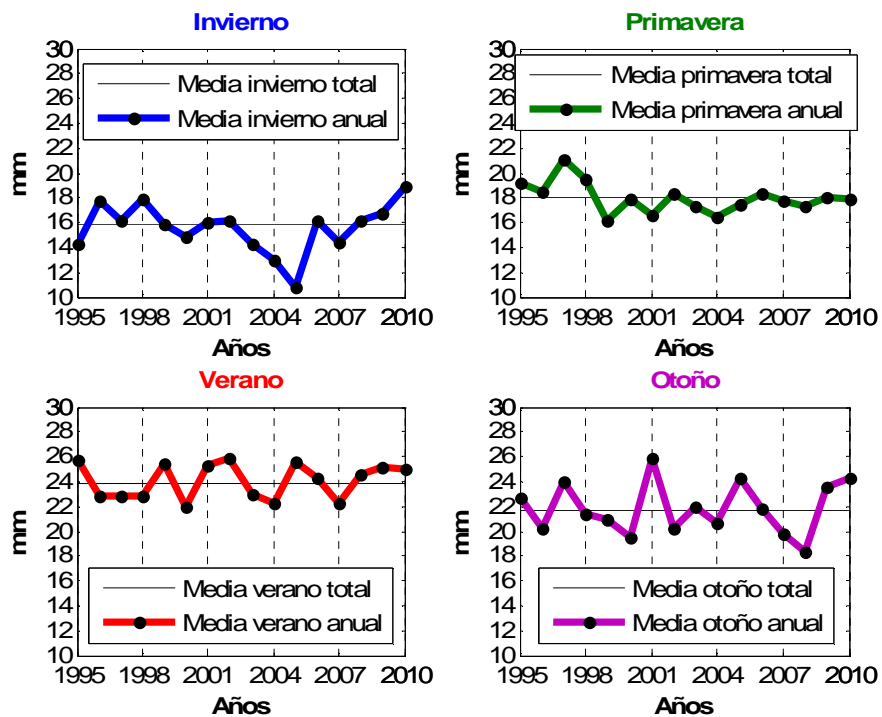 Invierno
30
28
26
24
22
20
18
16
14
12
10
mm
Media invierno total
Media invierno anual
1995 1998 2001 2004 2007 2010
Años
Primavera
30
28
26
24
22
20
18
16
14
12
10
mm
Media primavera total
Media primavera anual
1995 1998 2001 2004 2007 2010
Años
Verano
30
28
26
24
22
20
18
16
14
12
10
mm
Media verano total
Media verano anual
1995 1998 2001 2004 2007 2010
Años
Otoño
30
28
26
24
22
20
18
16
14
12
10
mm
Media otoño total
Media otoño anual
1995 1998 2001 2004 2007 2010
Años